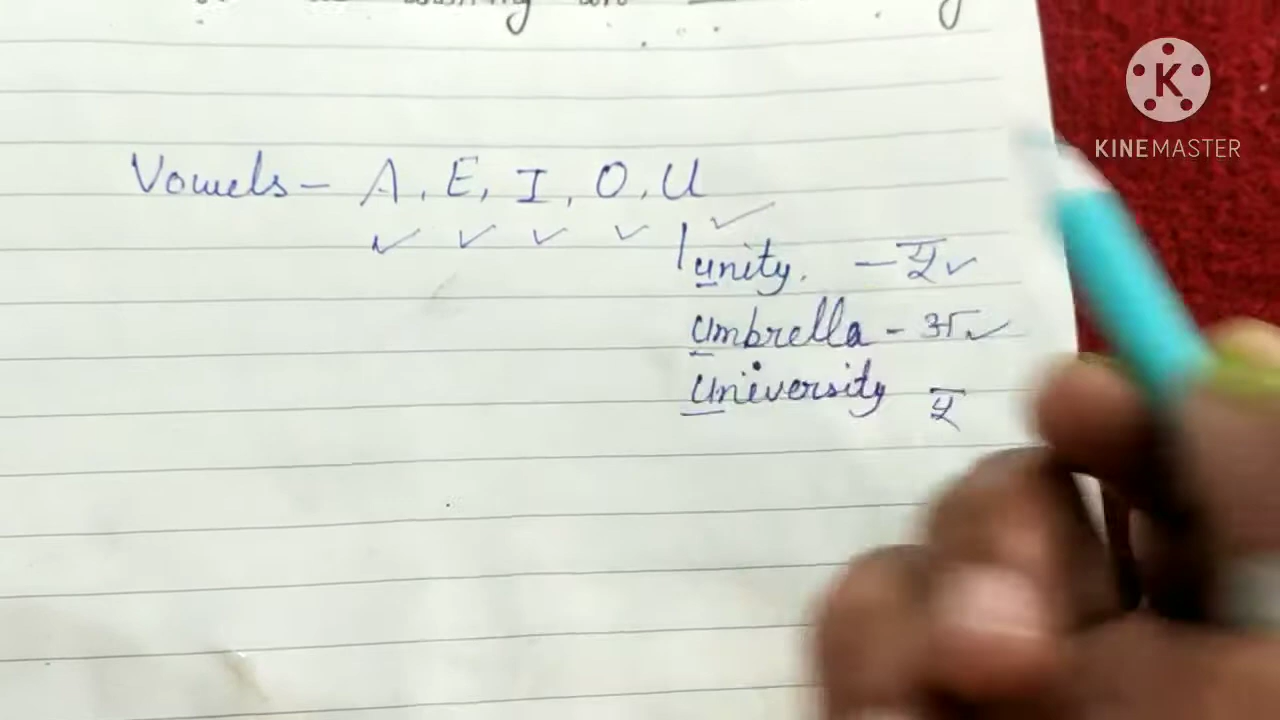 Vowels - A, E, I, O, U
unity. - यू
umbrella - अ
university यू
KINEMASTER